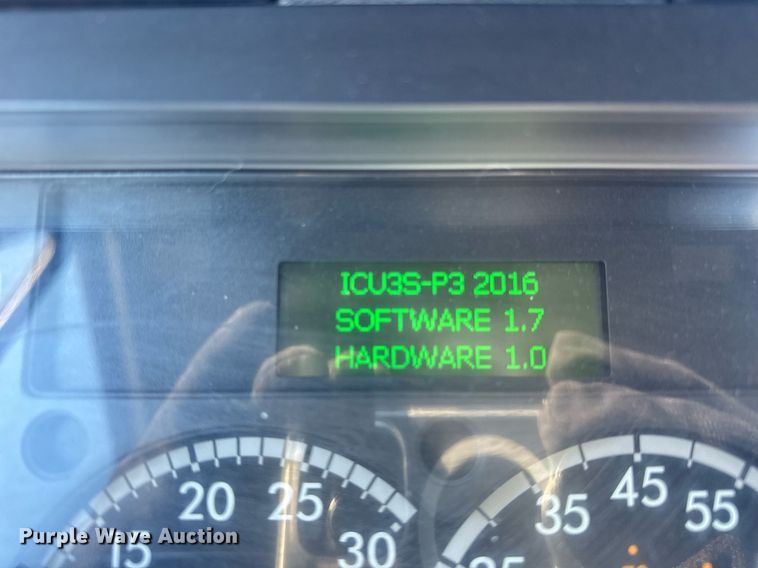 ICU3S-P3 2016
SOFTWARE 1.7
HARDWARE 1.0
15 20 25 30
35 45 55
Purple Wave Auction